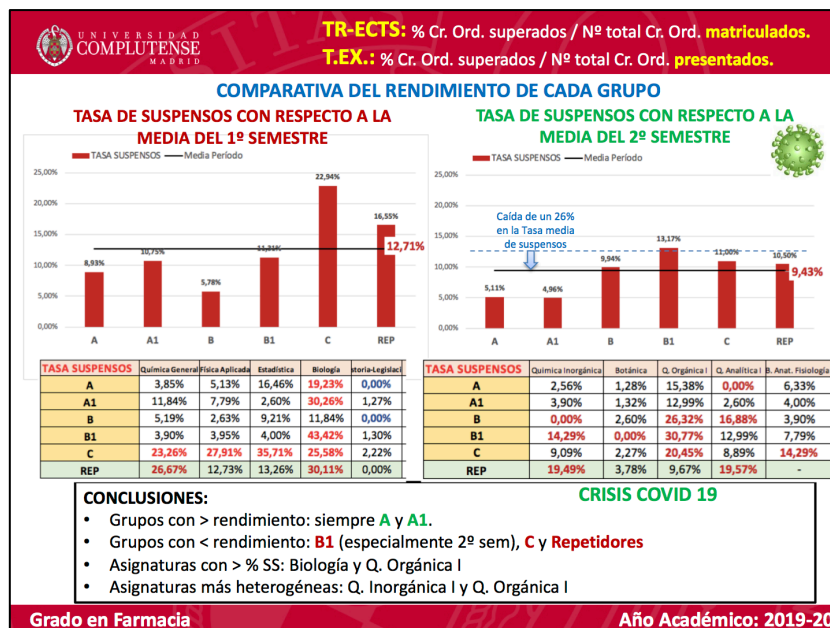 UNIVERSIDAD
COMPLUTENSE
MADRID
TR-ECTS: % Cr. Ord. superados / Nº total Cr. Ord. matriculados.
T.EX.: % Cr. Ord. superados / Nº total Cr. Ord. presentados.
COMPARATIVA DEL RENDIMIENTO DE CADA GRUPO
TASA DE SUSPENSOS CON RESPECTO A LA
MEDIA DEL 1º SEMESTRE
TASA SUSPENSOS Media Período
25,00%
20,00%
15,00%
10,00%
5,00%
0,00%
8,93%
10,75%
5,78%
11,21%
22,94%
16,55%
12,71%
A A1 B B1 C REP
TASA DE SUSPENSOS CON RESPECTO A LA
MEDIA DEL 2º SEMESTRE
TASA SUSPENSOS Media Período
25,00%
20,00%
15,00%
10,00%
5,00%
0,00%
Caída de un 26%
en la Tasa media
de suspensos
5,11%
4,96%
9,94%
13,17%
11,00%
10,50%
9,43%
A A1 B B1 C REP
TASA SUSPENSOS Química General Física Aplicada Estadística Biología storia-Legislaci
A 3,85% 5,13% 16,46% 19,23% 0,00%
A1 11,84% 7,79% 2,60% 30,26% 1,27%
B 5,19% 2,63% 9,21% 11,84% 0,00%
B1 3,90% 3,95% 4,00% 43,42% 1,30%
C 23,26% 27,91% 35,71% 25,58% 2,22%
REP 26,67% 12,73% 13,26% 30,11% 0,00%
TASA SUSPENSOS Quimica Inorgánica Botánica Q. Orgánica I Q. Analítica I B. Anat. Fisiología
A 2,56% 1,28% 15,38% 0,00% 6,33%
A1 3,90% 1,32% 12,99% 2,60% 4,00%
B 0,00% 2,60% 26,32% 16,88% 3,90%
B1 14,29% 0,00% 30,77% 12,99% 7,79%
C 9,09% 2,27% 20,45% 8,89% 14,29%
REP 19,49% 3,78% 9,67% 19,57% -
CONCLUSIONES:
CRISIS COVID 19
• Grupos con > rendimiento: siempre A y A1.
• Grupos con < rendimiento: B1 (especialmente 2º sem), C y Repetidores
• Asignaturas con > % SS: Biología y Q. Orgánica I
• Asignaturas más heterogéneas: Q. Inorgánica I y Q. Orgánica I
Grado en Farmacia
Año Académico: 2019-20